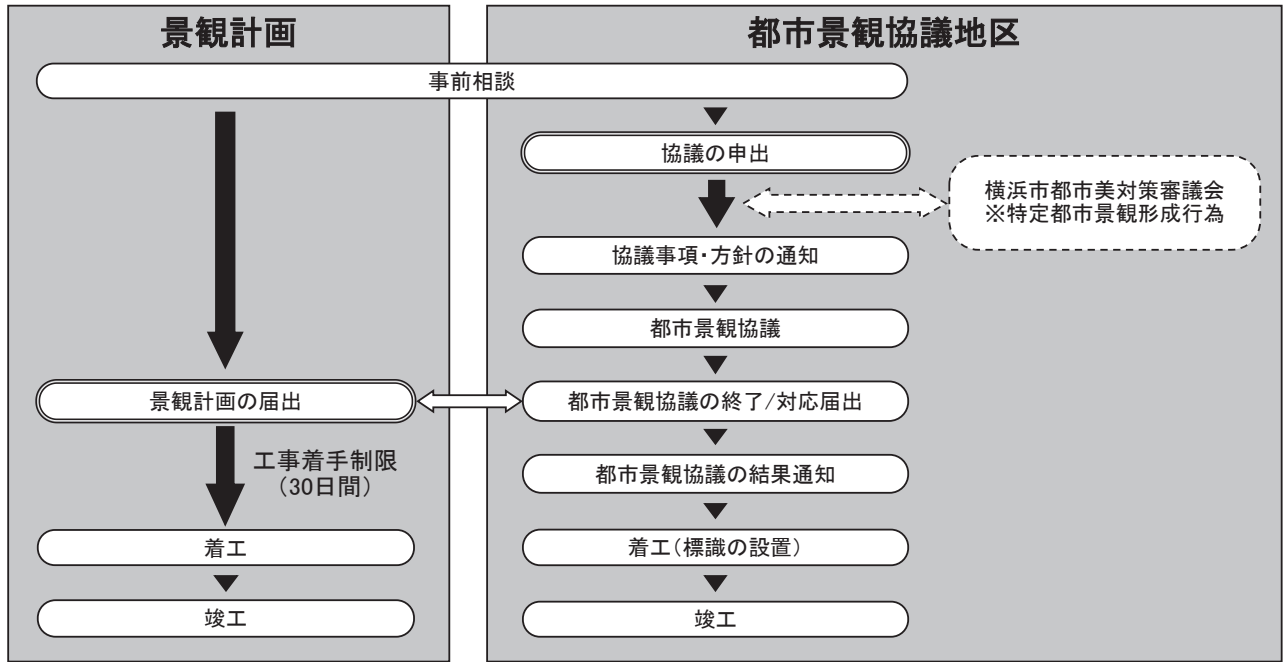 景観計画
都市景観協議地区
事前相談
協議の申出
横浜市都市美対策審議会
※特定都市景観形成行為
協議事項・方針の通知
都市景観協議
景観計画の届出
都市景観協議の終了/対応届出
工事着手制限
(30日間)
都市景観協議の結果通知
着工
着工(標識の設置)
竣工
竣工